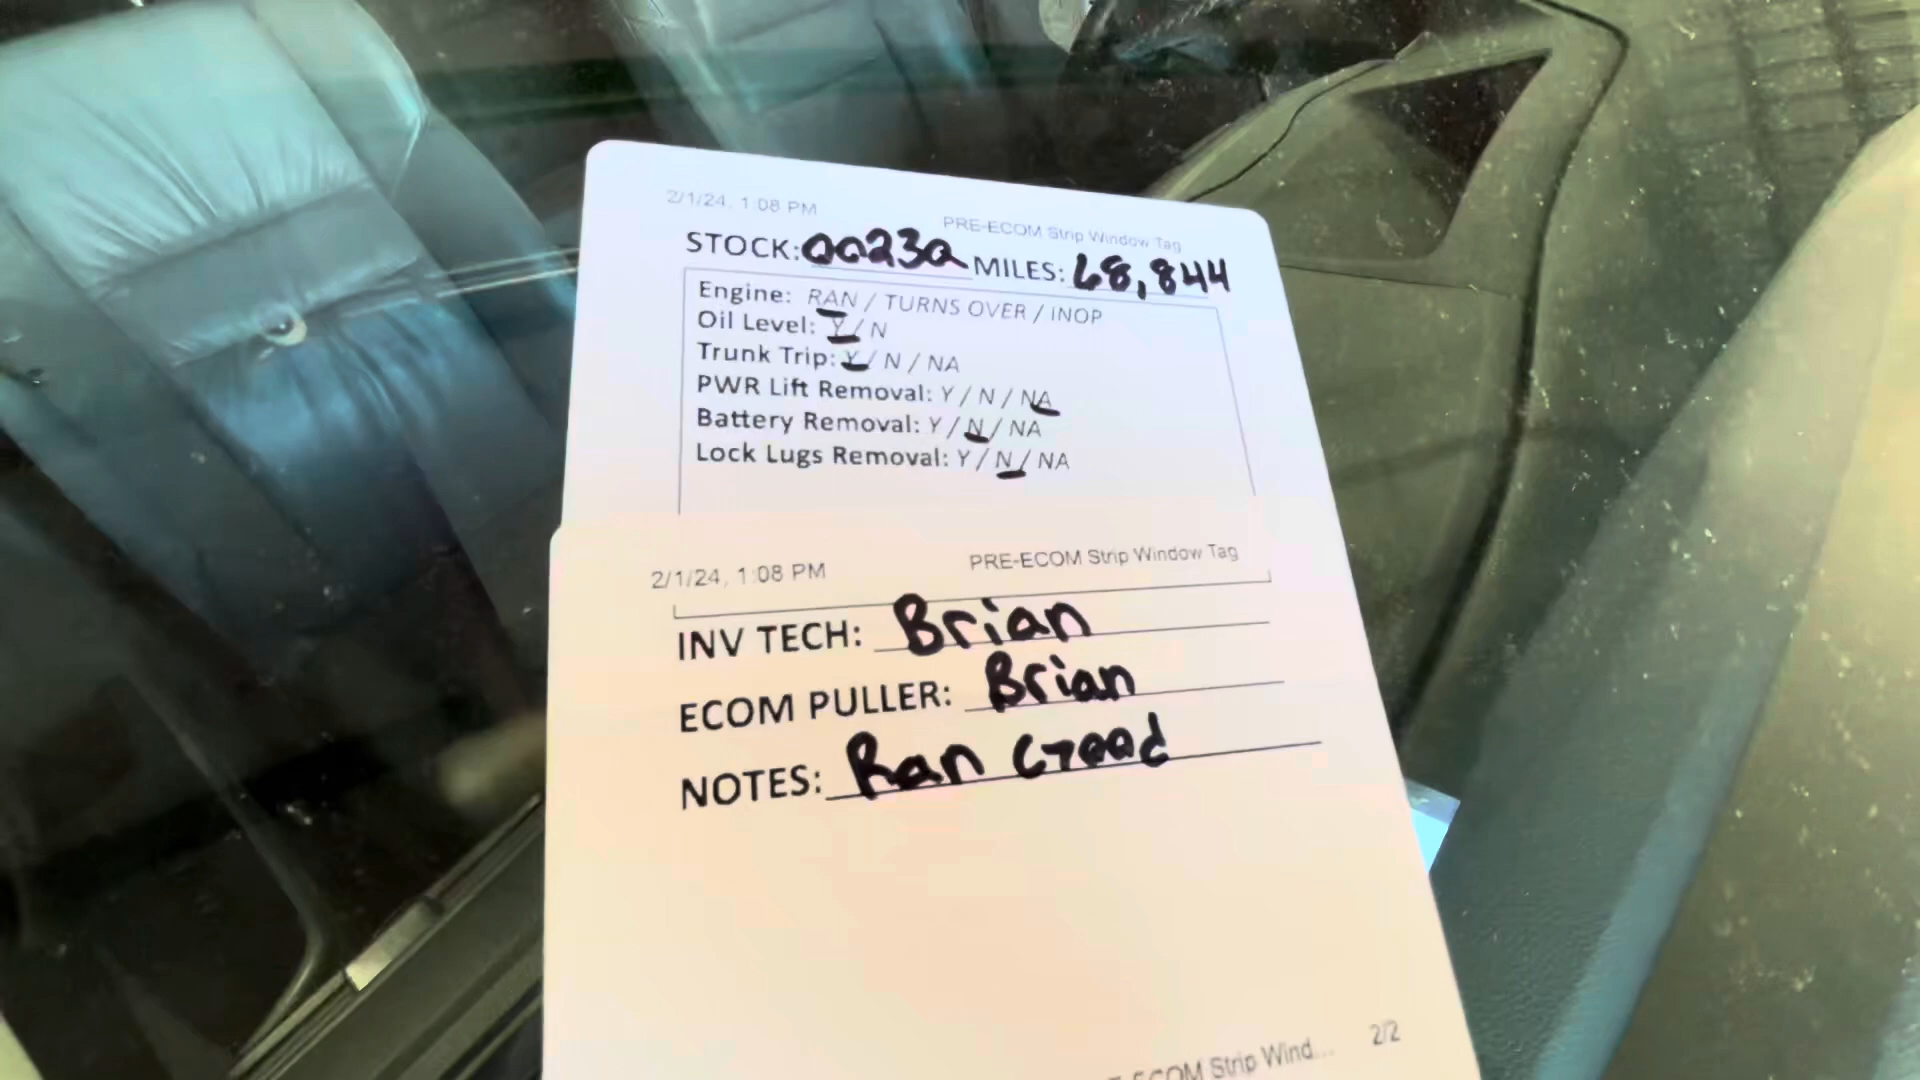 2/1/24, 1:08 PM PRE-ECOM Strip Window Tag
STOCK: MILES: 68,844
Engine: RAN / TURNS OVER / INOP
Oil Level: Y / N
Trunk Trip: Y / N / NA
PWR Lift Removal: Y / N / NA
Battery Removal: Y / N / NA
Lock Lugs Removal: Y / N / NA
2/1/24, 1:08 PM PRE-ECOM Strip Window Tag
INV TECH: Brian
ECOM PULLER: Brian
NOTES: Ran Good
-ECOM Strip Wind... 2/2